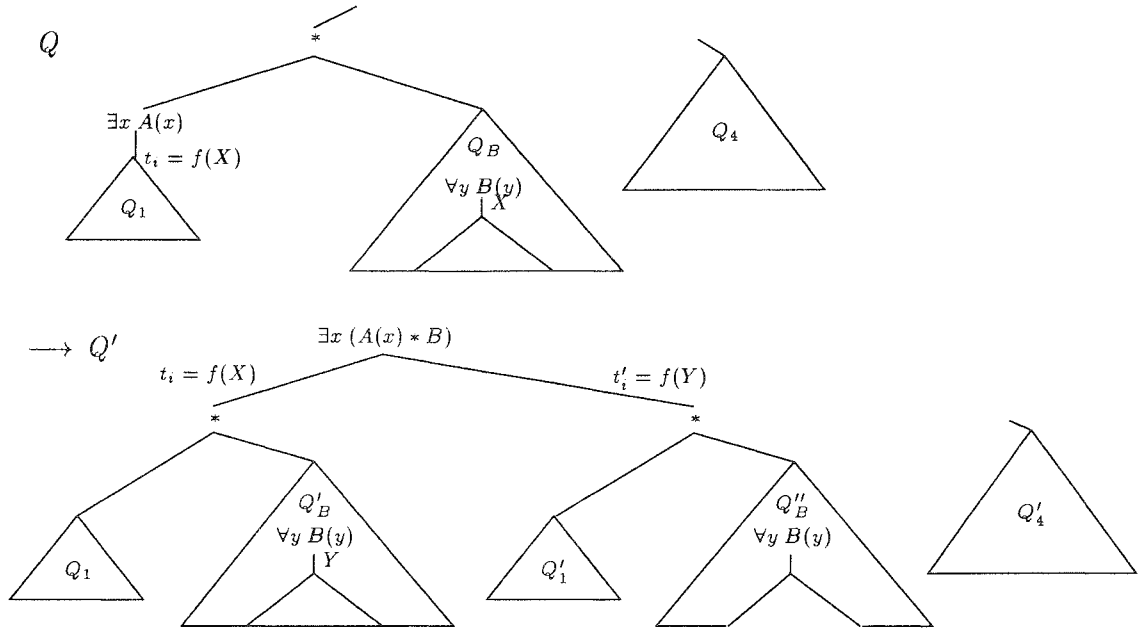 Q
*
∃x A(x)
t_i = f(X)
Q_1
Q_B
∀y B(y)
X
Q_4
⟶ Q′
∃x (A(x) * B)
t_i = f(X)
t′_i = f(Y)
*
*
Q_1
Q′_B
∀y B(y)
Y
Q′_1
Q″_B
∀y B(y)
Q′_4